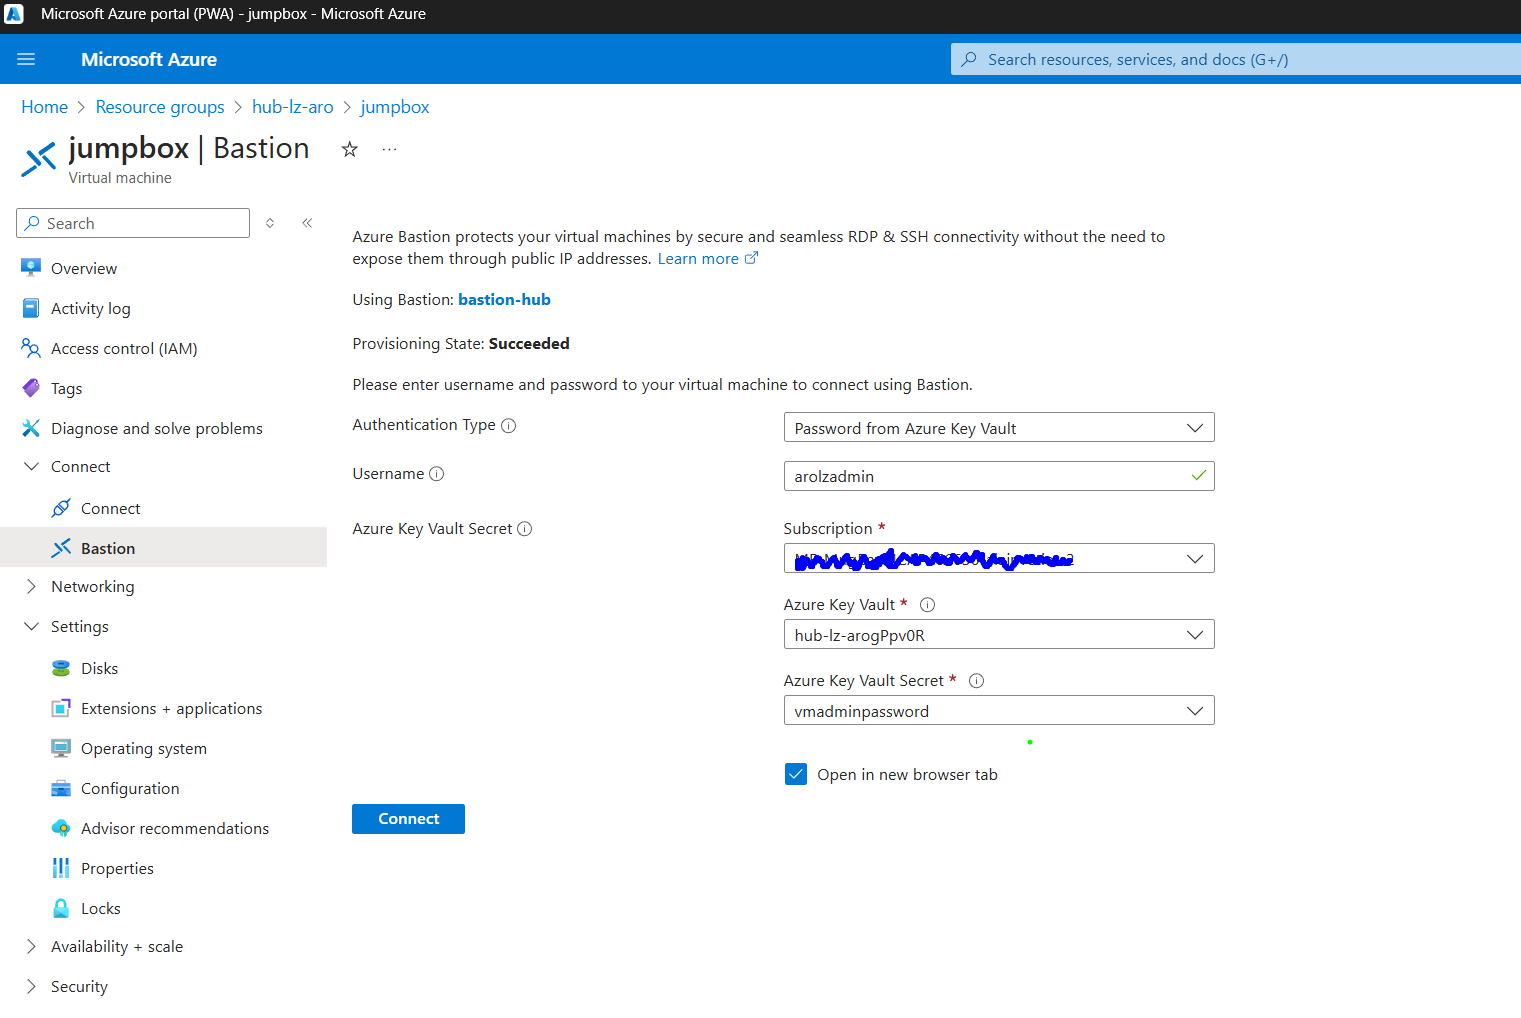 Microsoft Azure portal (PWA) - jumpbox - Microsoft Azure
Microsoft Azure
Search resources, services, and docs (G+/)
Home > Resource groups > hub-lz-aro > jumpbox
jumpbox | Bastion
Virtual machine
Search
Overview
Activity log
Access control (IAM)
Tags
Diagnose and solve problems
Connect
Connect
Bastion
Networking
Settings
Disks
Extensions + applications
Operating system
Configuration
Advisor recommendations
Properties
Locks
Availability + scale
Security
Azure Bastion protects your virtual machines by secure and seamless RDP & SSH connectivity without the need to
expose them through public IP addresses. Learn more
Using Bastion: bastion-hub
Provisioning State: Succeeded
Please enter username and password to your virtual machine to connect using Bastion.
Authentication Type
Password from Azure Key Vault
Username
arolzadmin
Azure Key Vault Secret
Subscription *
Azure Key Vault *
hub-lz-arogPpv0R
Azure Key Vault Secret *
vmadminpassword
Open in new browser tab
Connect